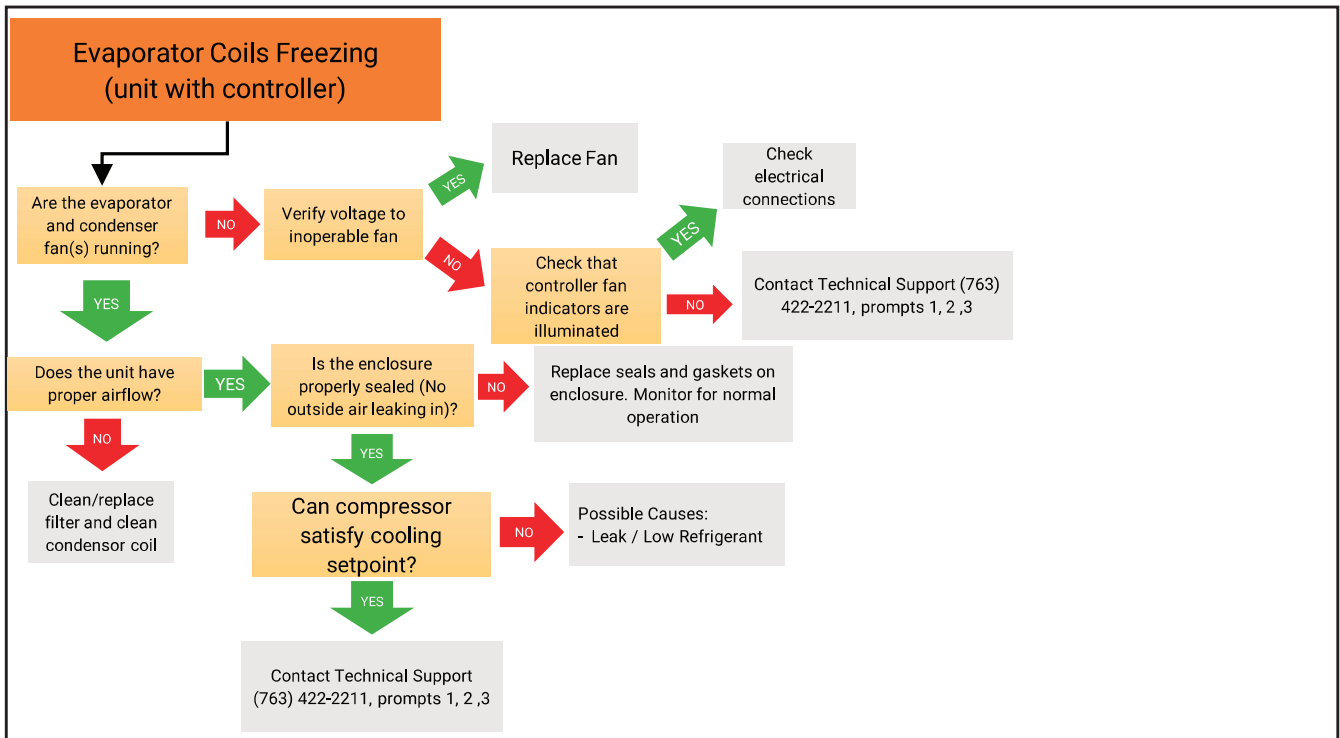 Evaporator Coils Freezing
(unit with controller)
Replace Fan
Check
electrical
connections
YES
Are the evaporator
and condenser
fan(s) running?
NO
Verify voltage to
inoperable fan
YES
NO
Check that
controller fan
indicators are
illuminated
NO
Contact Technical Support (763)
422-2211, prompts 1, 2 ,3
YES
Does the unit have
proper airflow?
YES
Is the enclosure
properly sealed (No
outside air leaking in)?
NO
Replace seals and gaskets on
enclosure. Monitor for normal
operation
NO
YES
Clean/replace
filter and clean
condensor coil
Can compressor
satisfy cooling
setpoint?
NO
Possible Causes:
- Leak / Low Refrigerant
YES
Contact Technical Support
(763) 422-2211, prompts 1, 2 ,3